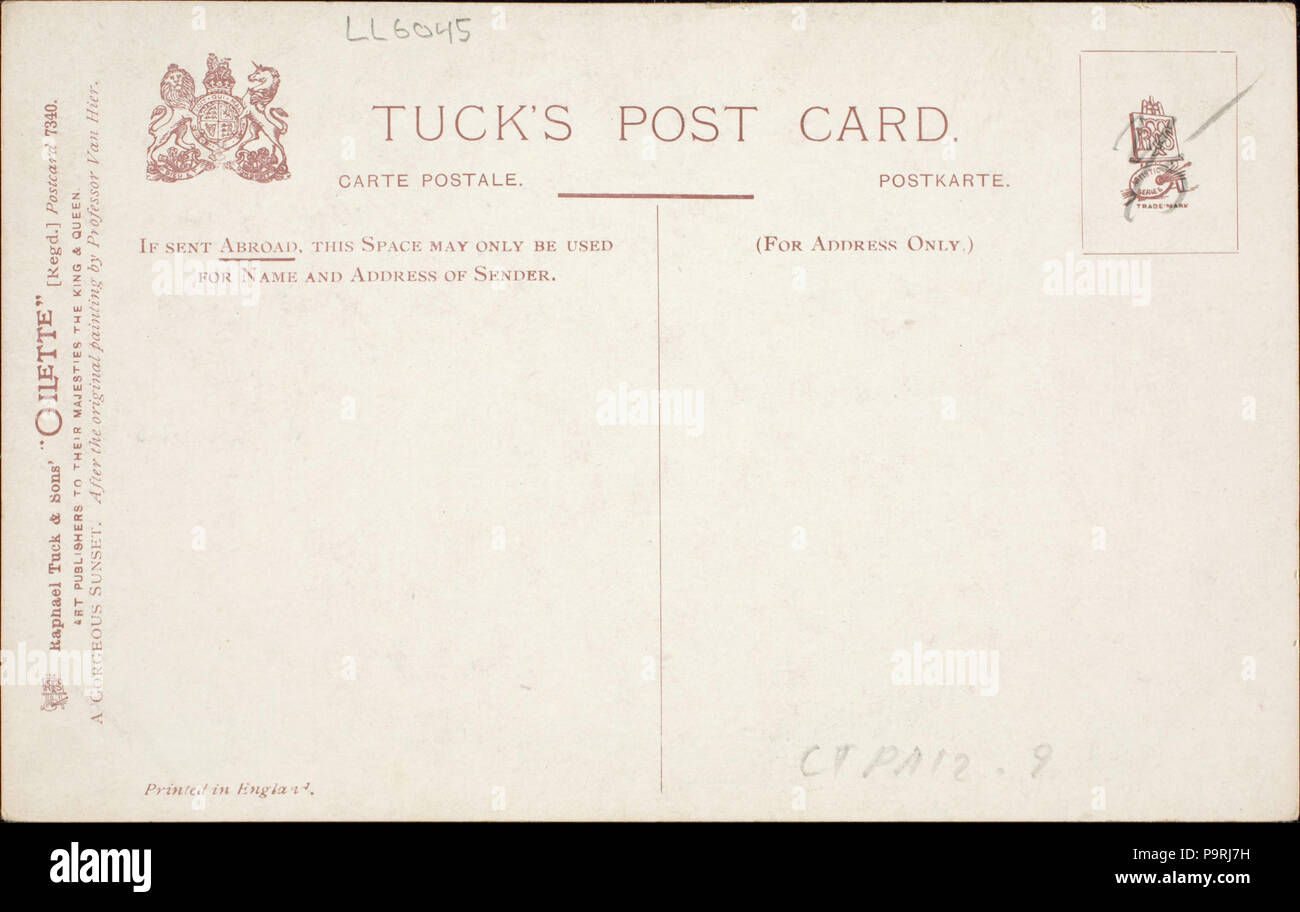 LL6045
TUCK'S POST CARD.
CARTE POSTALE.
POSTKARTE.
TRADE MARK
IF SENT ABROAD, THIS SPACE MAY ONLY BE USED
FOR NAME AND ADDRESS OF SENDER.
(FOR ADDRESS ONLY.)
Raphael Tuck & Sons' "OILETTE" [Regd.] Postcard 7340.
ART PUBLISHERS TO THEIR MAJESTIES THE KING & QUEEN.
A GORGEOUS SUNSET. After the original painting by Professor Van Hier.
Printed in England.
alamy
alamy
alamy
alamy
alamy
alamy
Image ID: P9RJ7H
www.alamy.com